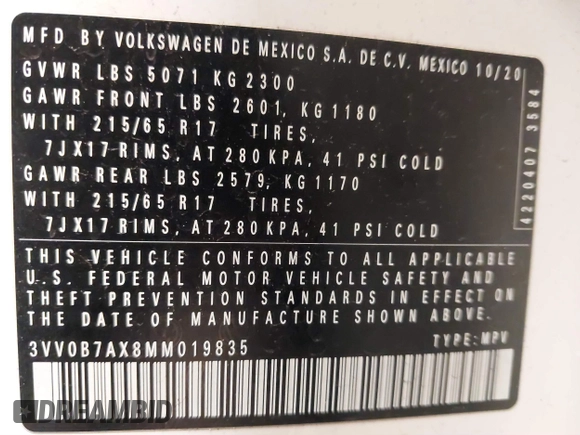 MFD BY VOLKSWAGEN DE MEXICO S.A. DE C.V. MEXICO 10/20
GVWR LBS 5071 KG 2300
GAWR FRONT LBS 2601, KG 1180
WITH 215/65 R17 TIRES,
7JX17 RIMS, AT 280 KPA, 41 PSI COLD
GAWR REAR LBS 2579, KG 1170
WITH 215/65 R17 TIRES,
7JX17 RIMS, AT 280 KPA, 41 PSI COLD
4220407 3584
THIS VEHICLE CONFORMS TO ALL APPLICABLE
U.S. FEDERAL MOTOR VEHICLE SAFETY AND
THEFT PREVENTION STANDARDS IN EFFECT ON
THE DATE OF MANUFACTURE SHOWN ABOVE.
3VV0B7AX8MM019835 TYPE: MPV
DREAMBID